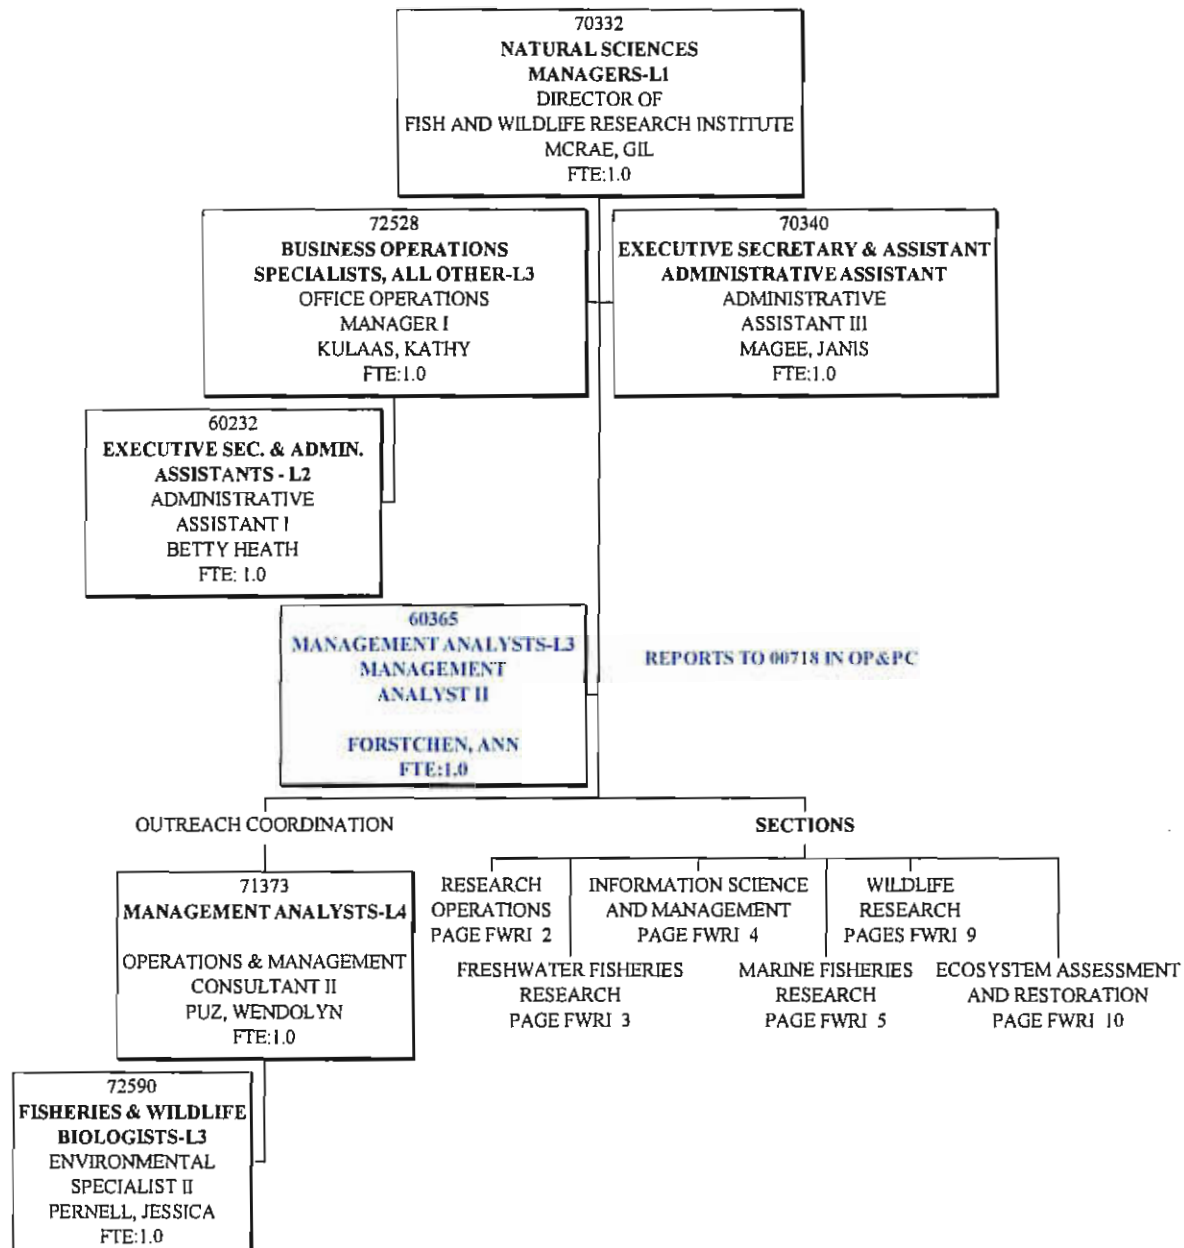 70332
NATURAL SCIENCES
MANAGERS-L1
DIRECTOR OF
FISH AND WILDLIFE RESEARCH INSTITUTE
MCRAE, GIL
FTE:1.0
72528
BUSINESS OPERATIONS
SPECIALISTS, ALL OTHER-L3
OFFICE OPERATIONS
MANAGER I
KULAAS, KATHY
FTE:1.0
70340
EXECUTIVE SECRETARY & ASSISTANT
ADMINISTRATIVE ASSISTANT
ADMINISTRATIVE
ASSISTANT III
MAGEE, JANIS
FTE:1.0
60232
EXECUTIVE SEC. & ADMIN.
ASSISTANTS - L2
ADMINISTRATIVE
ASSISTANT I
BETTY HEATH
FTE: 1.0
60365
MANAGEMENT ANALYSTS-L3
MANAGEMENT
ANALYST II
FORSTCHEN, ANN
FTE:1.0
REPORTS TO 00718 IN OP&PC
OUTREACH COORDINATION
SECTIONS
71373
MANAGEMENT ANALYSTS-L4
OPERATIONS & MANAGEMENT
CONSULTANT II
PUZ, WENDOLYN
FTE:1.0
RESEARCH
OPERATIONS
PAGE FWRI 2
INFORMATION SCIENCE
AND MANAGEMENT
PAGE FWRI 4
WILDLIFE
RESEARCH
PAGES FWRI 9
FRESHWATER FISHERIES
RESEARCH
PAGE FWRI 3
MARINE FISHERIES
RESEARCH
PAGE FWRI 5
ECOSYSTEM ASSESSMENT
AND RESTORATION
PAGE FWRI 10
72590
FISHERIES & WILDLIFE
BIOLOGISTS-L3
ENVIRONMENTAL
SPECIALIST II
PERNELL, JESSICA
FTE:1.0